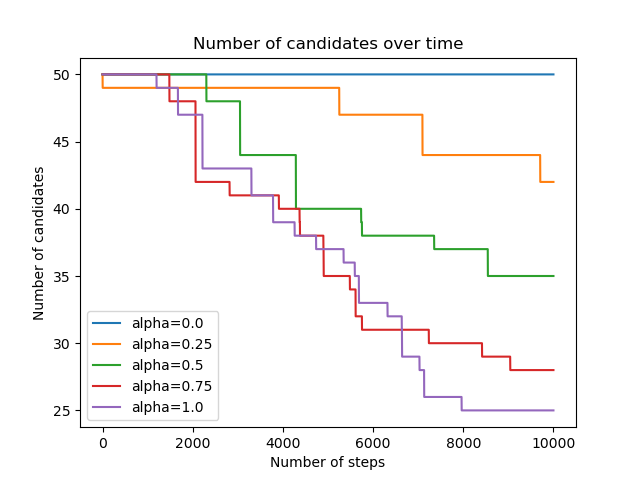 Number of candidates over time
Number of candidates
50
45
40
35
30
25
alpha=0.0
alpha=0.25
alpha=0.5
alpha=0.75
alpha=1.0
0 2000 4000 6000 8000 10000
Number of steps